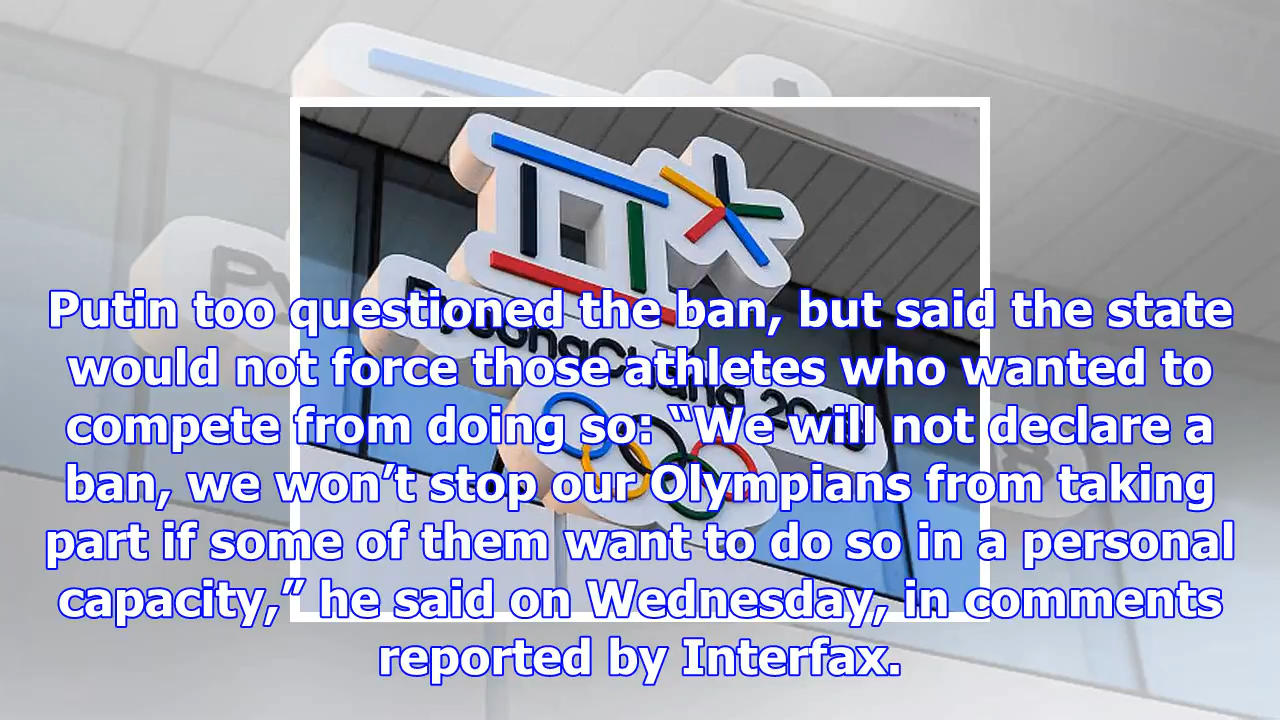 Putin too questioned the ban, but said the state
would not force those athletes who wanted to
compete from doing so: “We will not declare a
ban, we won’t stop our Olympians from taking
part if some of them want to do so in a personal
capacity,” he said on Wednesday, in comments
reported by Interfax.
PyeongChang 2018